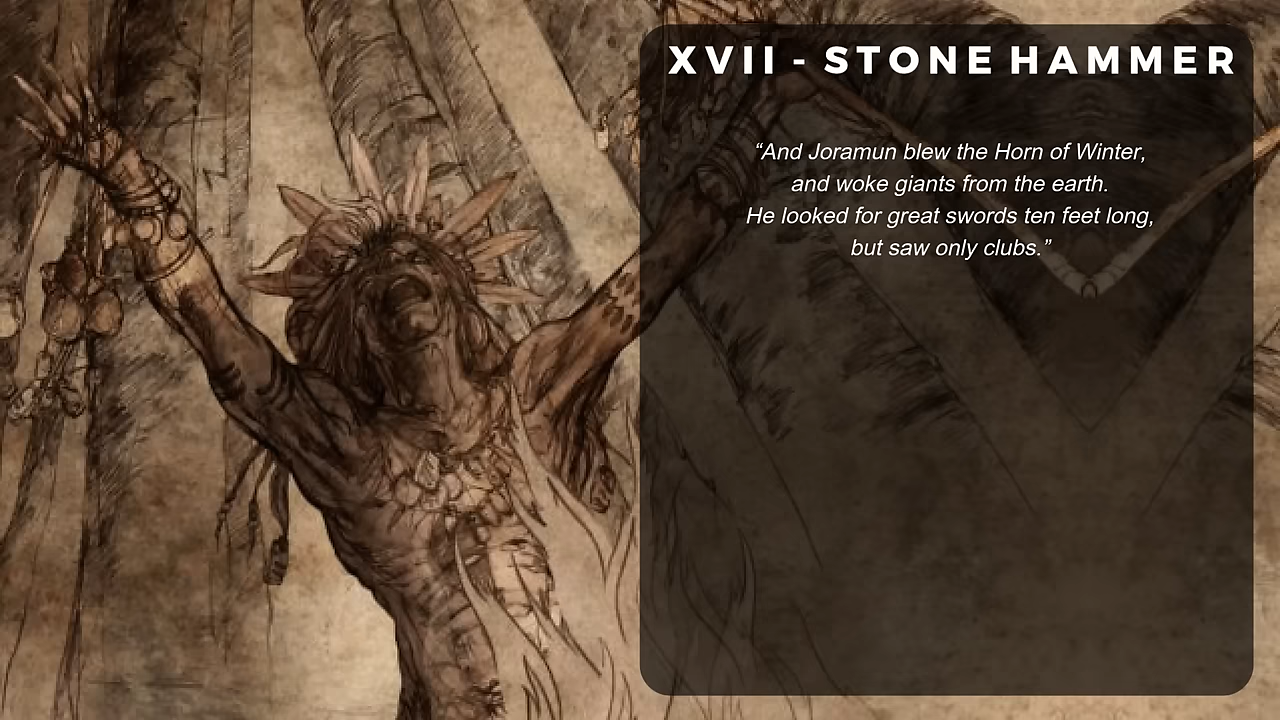 XVII - STONE HAMMER
“And Joramun blew the Horn of Winter,
and woke giants from the earth.
He looked for great swords ten feet long,
but saw only clubs.”